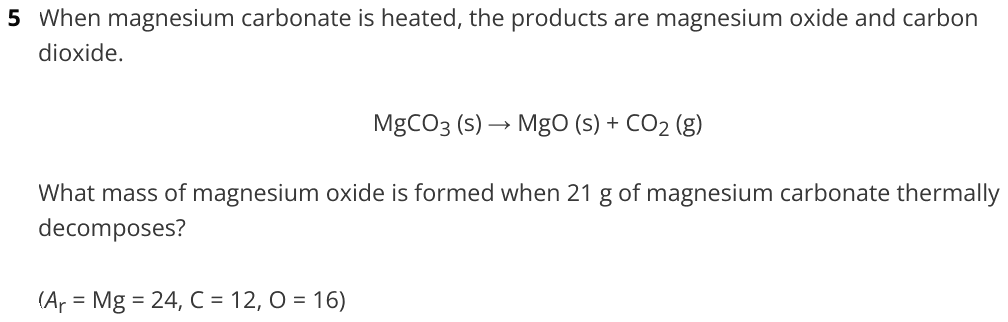 5 When magnesium carbonate is heated, the products are magnesium oxide and carbon
dioxide.
MgCO₃ (s) → MgO (s) + CO₂ (g)
What mass of magnesium oxide is formed when 21 g of magnesium carbonate thermally
decomposes?
(Aᵣ = Mg = 24, C = 12, O = 16)